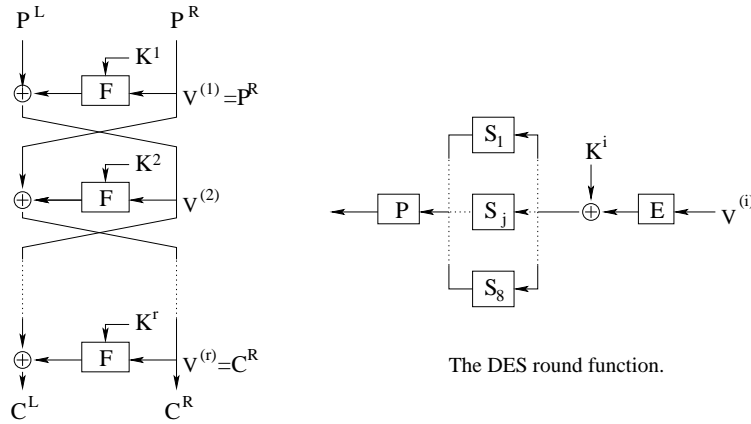 P^L P^R
K^1
F
V^(1)=P^R
K^2
F
V^(2)
K^r
F
V^(r)=C^R
C^L C^R
S_1
K^i
P S_j E
V^(i)
S_8
The DES round function.